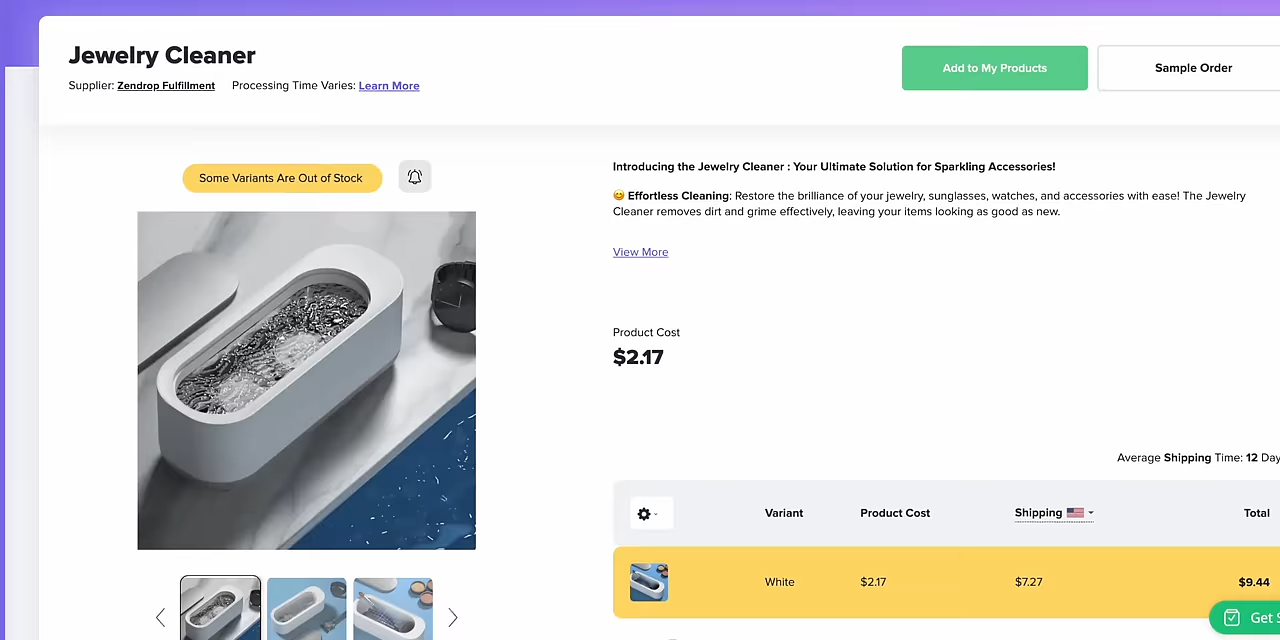 Jewelry Cleaner
Supplier: Zendrop Fulfillment Processing Time Varies: Learn More
Add to My Products
Sample Order
Some Variants Are Out of Stock
Introducing the Jewelry Cleaner : Your Ultimate Solution for Sparkling Accessories!
😊 Effortless Cleaning: Restore the brilliance of your jewelry, sunglasses, watches, and accessories with ease! The Jewelry
Cleaner removes dirt and grime effectively, leaving your items looking as good as new.
View More
Product Cost
$2.17
Average Shipping Time: 12 Day
Variant Product Cost Shipping Total
White $2.17 $7.27 $9.44
Get